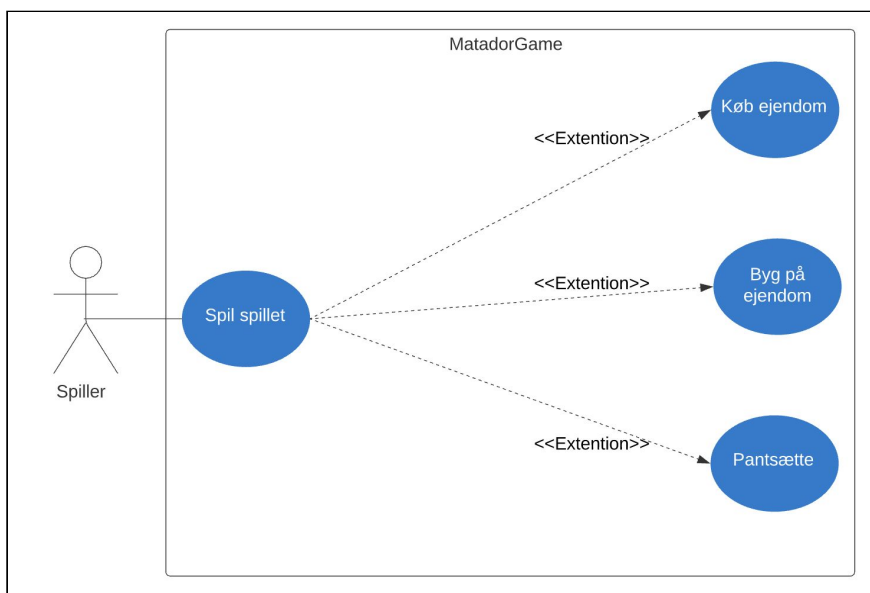 MatadorGame
Køb ejendom
<<Extention>>
Byg på
ejendom
<<Extention>>
Spil spillet
Spiller
<<Extention>>
Pantsætte